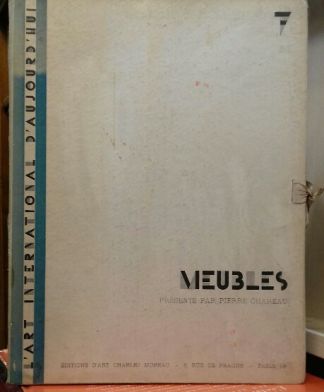 7
L'ART INTERNATIONAL D'AUJOURD'HUI
MEUBLES
PRÉSENTÉ PAR PIERRE CHAREAU
ÉDITIONS D'ART CHARLES MOREAU - 8 RUE DE PRAGUE - PARIS 12